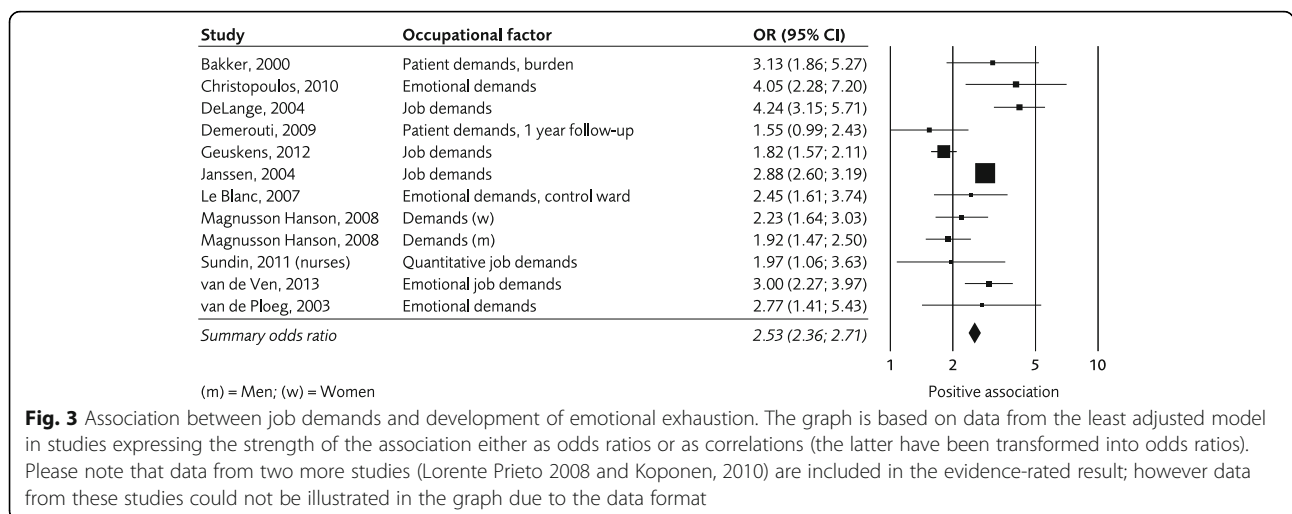 Study Occupational factor OR (95% CI)
Bakker, 2000 Patient demands, burden 3.13 (1.86; 5.27)
Christopoulos, 2010 Emotional demands 4.05 (2.28; 7.20)
DeLange, 2004 Job demands 4.24 (3.15; 5.71)
Demerouti, 2009 Patient demands, 1 year follow-up 1.55 (0.99; 2.43)
Geuskens, 2012 Job demands 1.82 (1.57; 2.11)
Janssen, 2004 Job demands 2.88 (2.60; 3.19)
Le Blanc, 2007 Emotional demands, control ward 2.45 (1.61; 3.74)
Magnusson Hanson, 2008 Demands (w) 2.23 (1.64; 3.03)
Magnusson Hanson, 2008 Demands (m) 1.92 (1.47; 2.50)
Sundin, 2011 (nurses) Quantitative job demands 1.97 (1.06; 3.63)
van de Ven, 2013 Emotional job demands 3.00 (2.27; 3.97)
van de Ploeg, 2003 Emotional demands 2.77 (1.41; 5.43)
Summary odds ratio 2.53 (2.36; 2.71)
1 2 5 10
(m) = Men; (w) = Women Positive association
Fig. 3 Association between job demands and development of emotional exhaustion. The graph is based on data from the least adjusted model
in studies expressing the strength of the association either as odds ratios or as correlations (the latter have been transformed into odds ratios).
Please note that data from two more studies (Lorente Prieto 2008 and Koponen, 2010) are included in the evidence-rated result; however data
from these studies could not be illustrated in the graph due to the data format